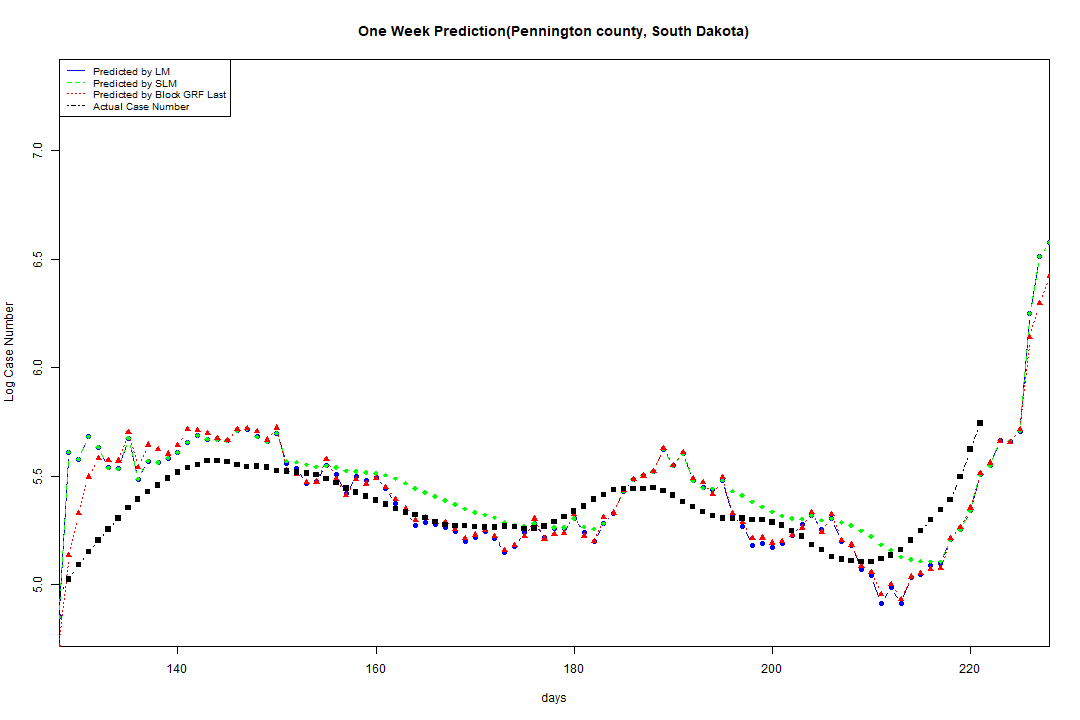 One Week Prediction(Pennington county, South Dakota)
Predicted by LM
Predicted by SLM
Predicted by Block GRF Last
Actual Case Number
7.0
6.5
6.0
5.5
5.0
Log Case Number
140 160 180 200 220
days